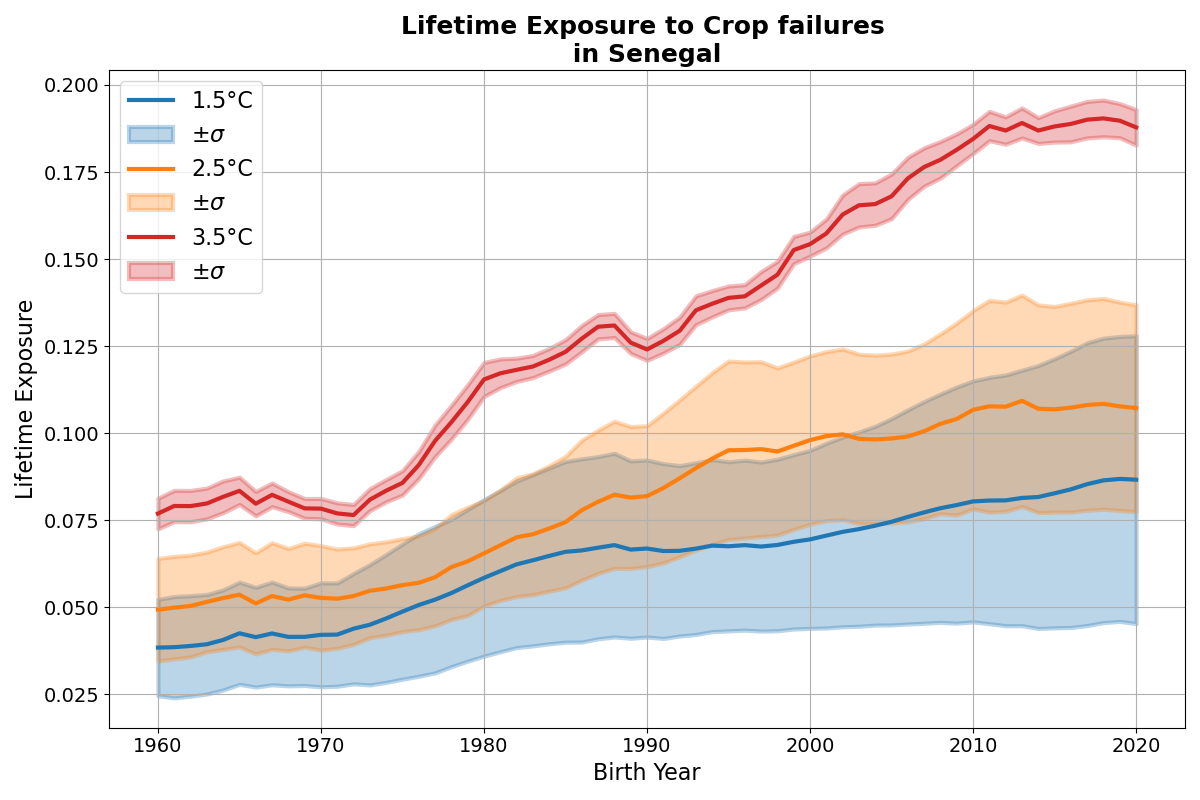 Lifetime Exposure to Crop failures
in Senegal
1.5°C
±σ
2.5°C
±σ
3.5°C
±σ
Lifetime Exposure
0.200
0.175
0.150
0.125
0.100
0.075
0.050
0.025
1960
1970
1980
1990
2000
2010
2020
Birth Year